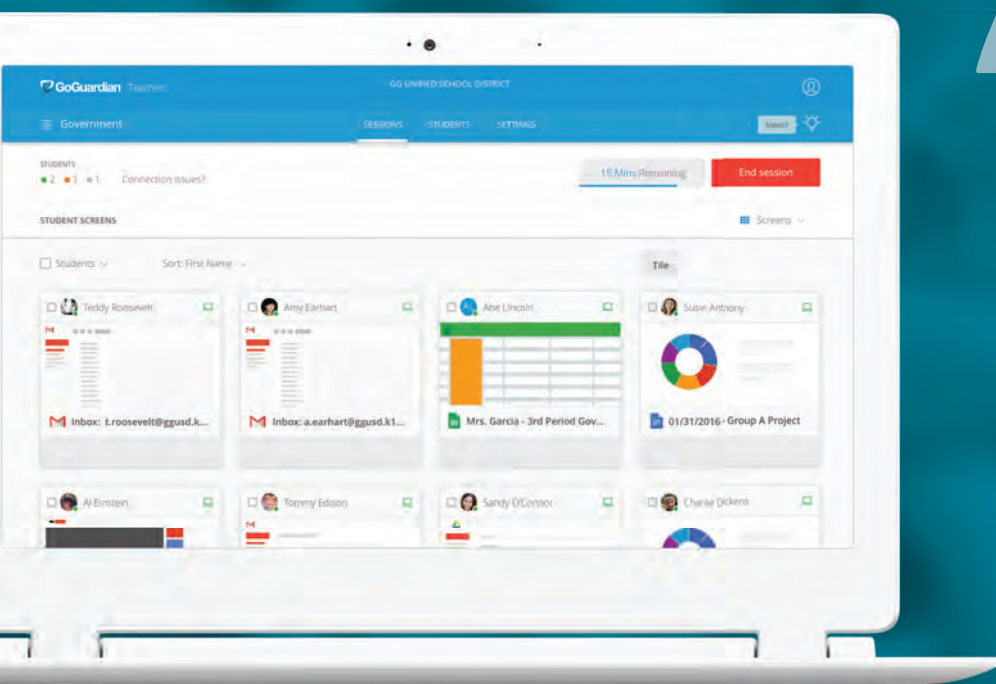 GoGuardian Teacher
GG UNIFIED SCHOOL DISTRICT
Government
SESSIONS STUDENTS SETTINGS
Ideas?
STUDENTS
2 1 1 Connection issues?
15 Mins Remaining End session
STUDENT SCREENS Screens
Students Sort: First Name Tile
Teddy Roosevelt Amy Earhart Abe Lincoln Susie Anthony
Inbox: t.roosevelt@ggusd.k... Inbox: a.earhart@ggusd.k1... Mrs. Garcia - 3rd Period Gov... 01/31/2016 - Group A Project
Al Einstein Tommy Edison Sandy O'Connor Charlie Dickens